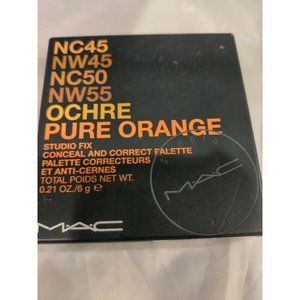 NC45
NW45
NC50
NW55
OCHRE
PURE ORANGE
STUDIO FIX
CONCEAL AND CORRECT PALETTE
PALETTE CORRECTEURS
ET ANTI-CERNES
TOTAL POIDS NET WT.
0.21 OZ./6 g e
MAC
MAC